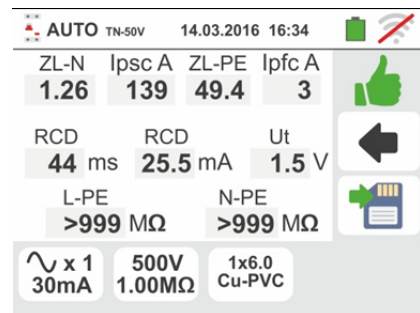 AUTO TN-50V 14.03.2016 16:34
ZL-N Ipsc A ZL-PE Ipfc A
1.26 139 49.4 3
RCD RCD Ut
44 ms 25.5 mA 1.5 V
L-PE N-PE
>999 MΩ >999 MΩ
x 1 500V 1x6.0
30mA 1.00MΩ Cu-PVC